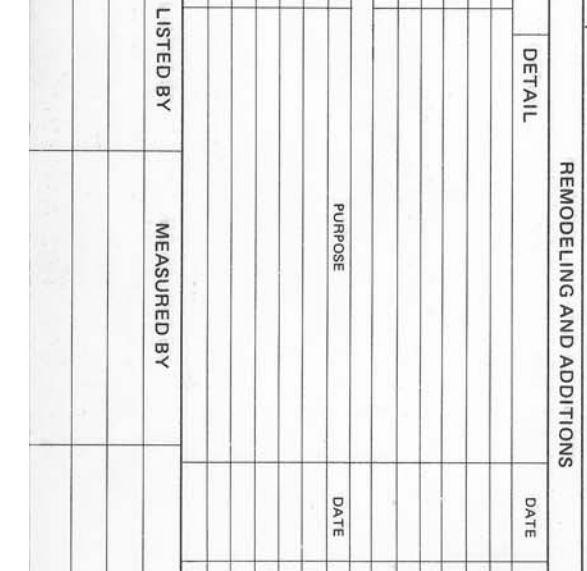 REMODELING AND ADDITIONS
DETAIL DATE
PURPOSE DATE
LISTED BY MEASURED BY